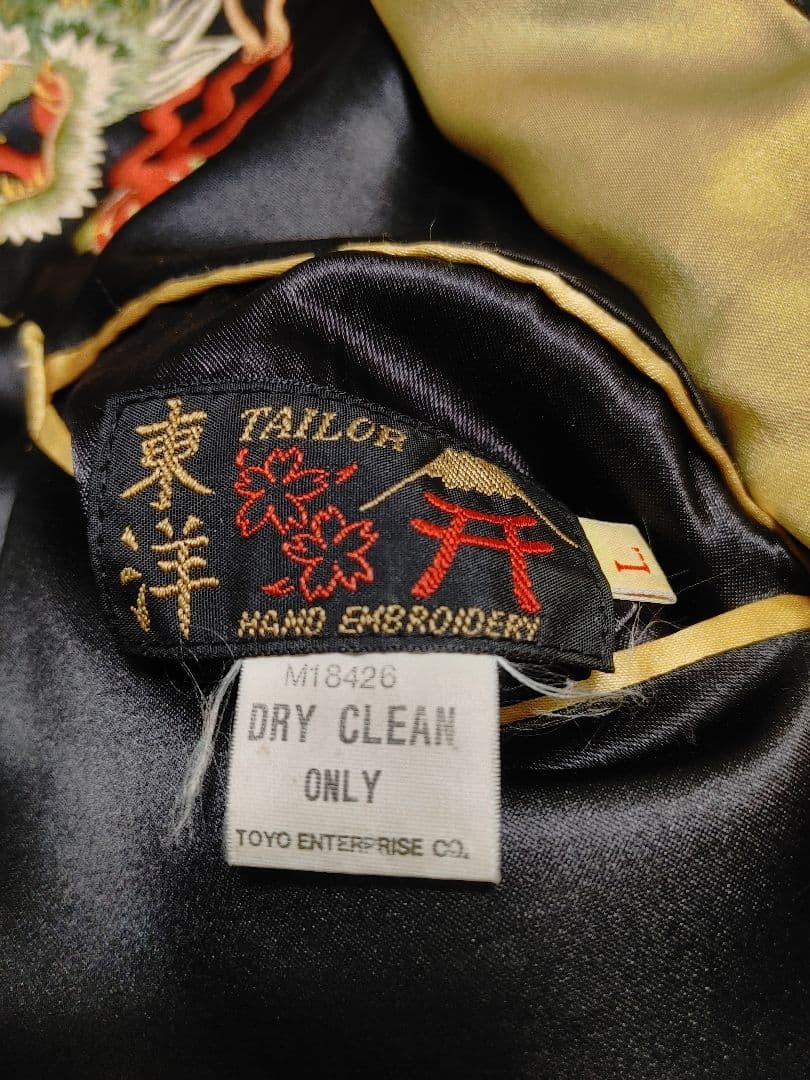 東洋
TAILOR
HAND EMBROIDERY
L
M18426
DRY CLEAN
ONLY
TOYO ENTERPRISE CO.